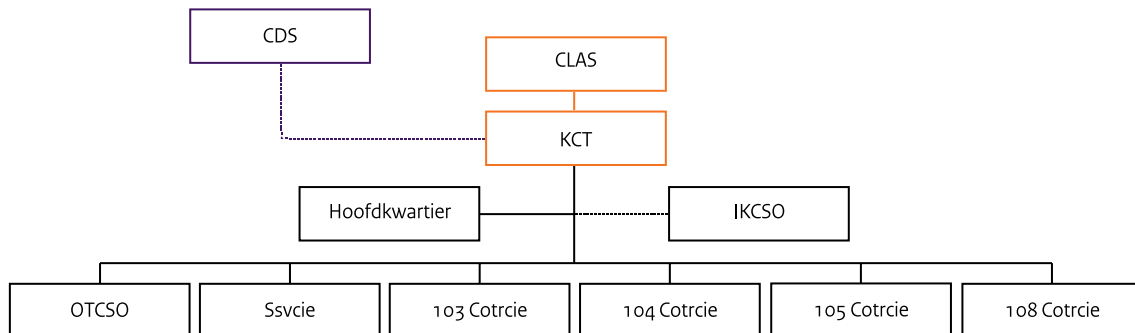 CDS
CLAS
KCT
Hoofdkwartier
IKCSO
OTCSO
Ssvcie
103 Cotrcie
104 Cotrcie
105 Cotrcie
108 Cotrcie